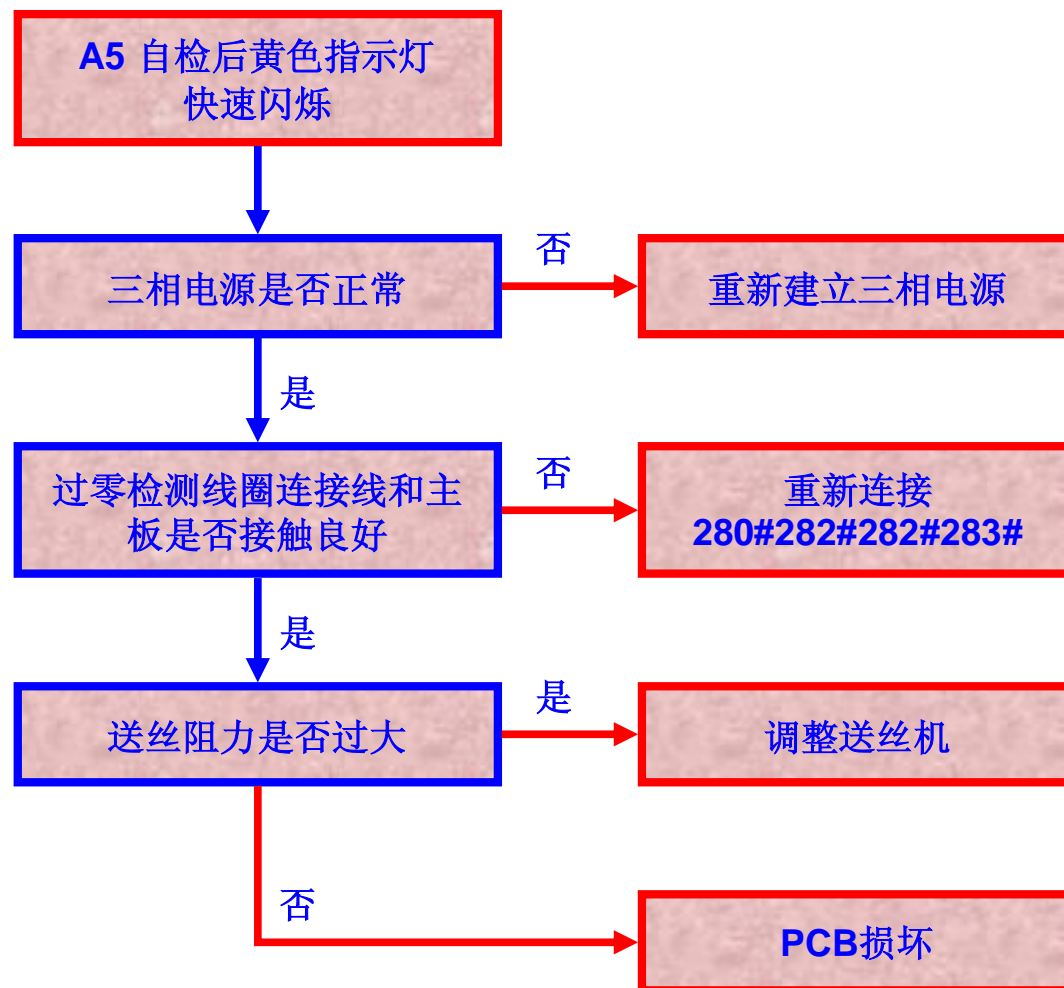 A5 自检后黄色指示灯
快速闪烁
三相电源是否正常
否
重新建立三相电源
是
过零检测线圈连接线和主
板是否接触良好
否
重新连接
280#282#282#283#
是
送丝阻力是否过大
是
调整送丝机
否
PCB损坏